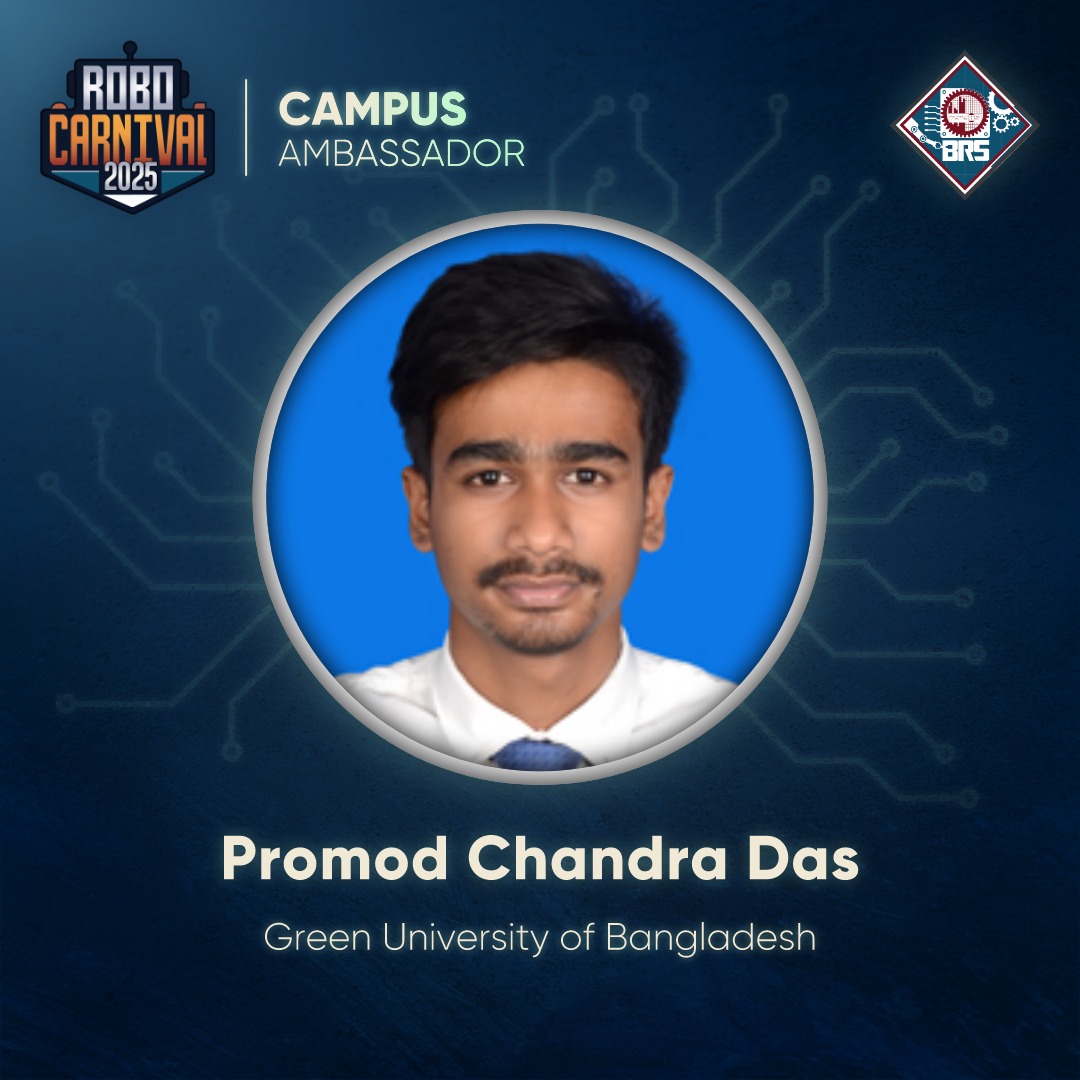 ROBO
CARNIVAL
2025
CAMPUS
AMBASSADOR
BRS
Promod Chandra Das
Green University of Bangladesh